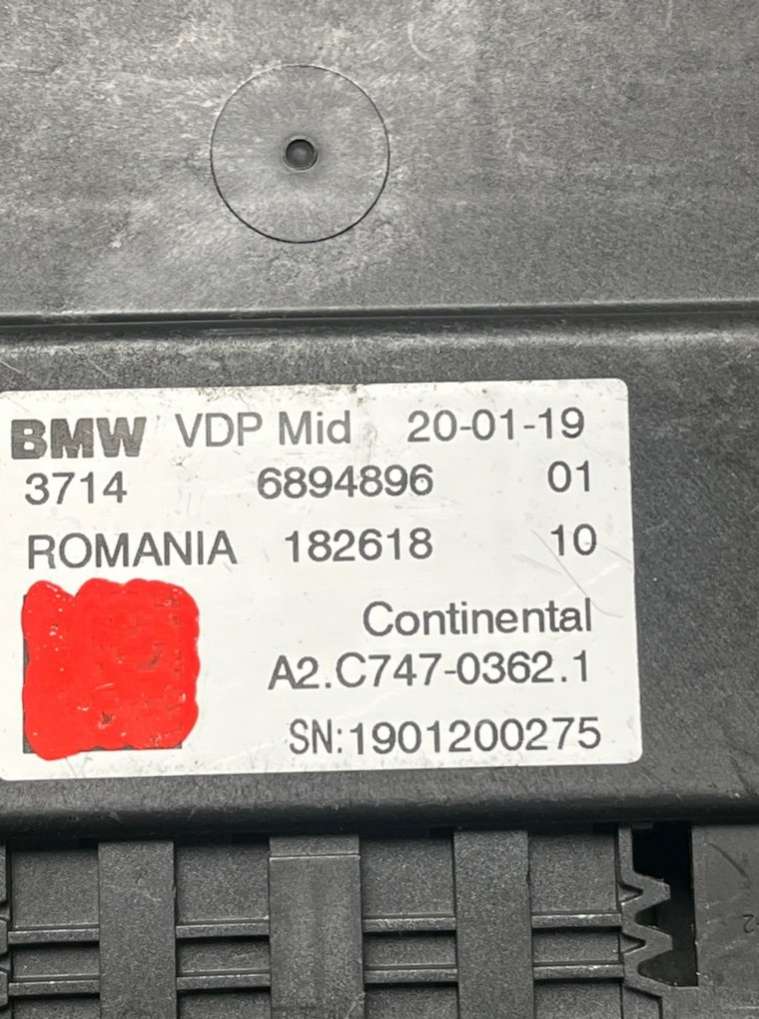 BMW VDP Mid 20-01-19
3714 6894896 01
ROMANIA 182618 10
Continental
A2.C747-0362.1
SN:1901200275